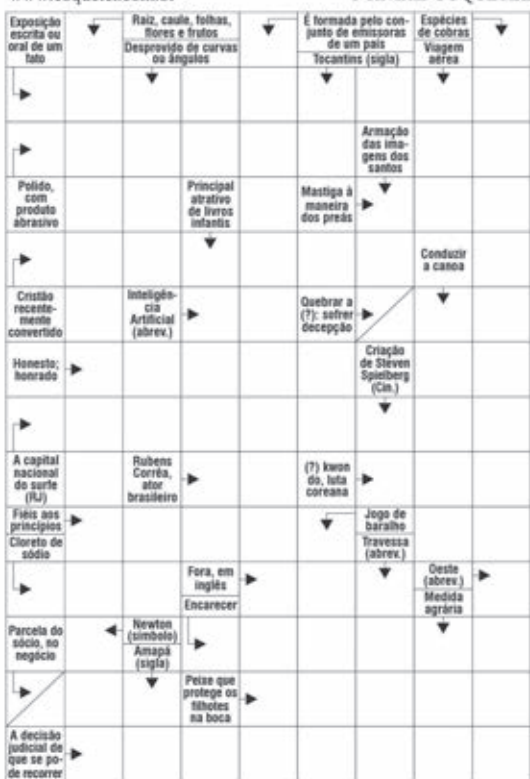 Exposição
escrita ou
oral de um
fato
Raiz, caule, folhas,
flores e frutos
Desprovido de curvas
ou ângulos
É formada pelo con-
junto de emissoras
de um país
Tocantins (sigla)
Espécies
de cobras
Viagem
aérea
Armação
das ima-
gens dos
santos
Polido,
com
produto
abrasivo
Principal
atrativo
de livros
infantis
Mastiga à
maneira
dos preás
Conduzir
a canoa
Cristão
recente-
mente
convertido
Inteligên-
cia
Artificial
(abrev.)
Quebrar a
(?): sofrer
decepção
Honesto;
honrado
Criação
de Steven
Spielberg
(Cin.)
A capital
nacional
do surfe
(RJ)
Rubens
Corrêa,
ator
brasileiro
(?) kwon
do, luta
coreana
Fiéis aos
princípios
Cloreto de
sódio
Jogo de
baralho
Travessa
(abrev.)
Fora, em
inglês
Encarecer
Oeste
(abrev.)
Medida
agrária
Parcela do
sócio, no
negócio
Newton
(símbolo)
Amapá
(sigla)
Peixe que
protege os
filhotes
na boca
A decisão
judicial de
que se po-
de recorrer